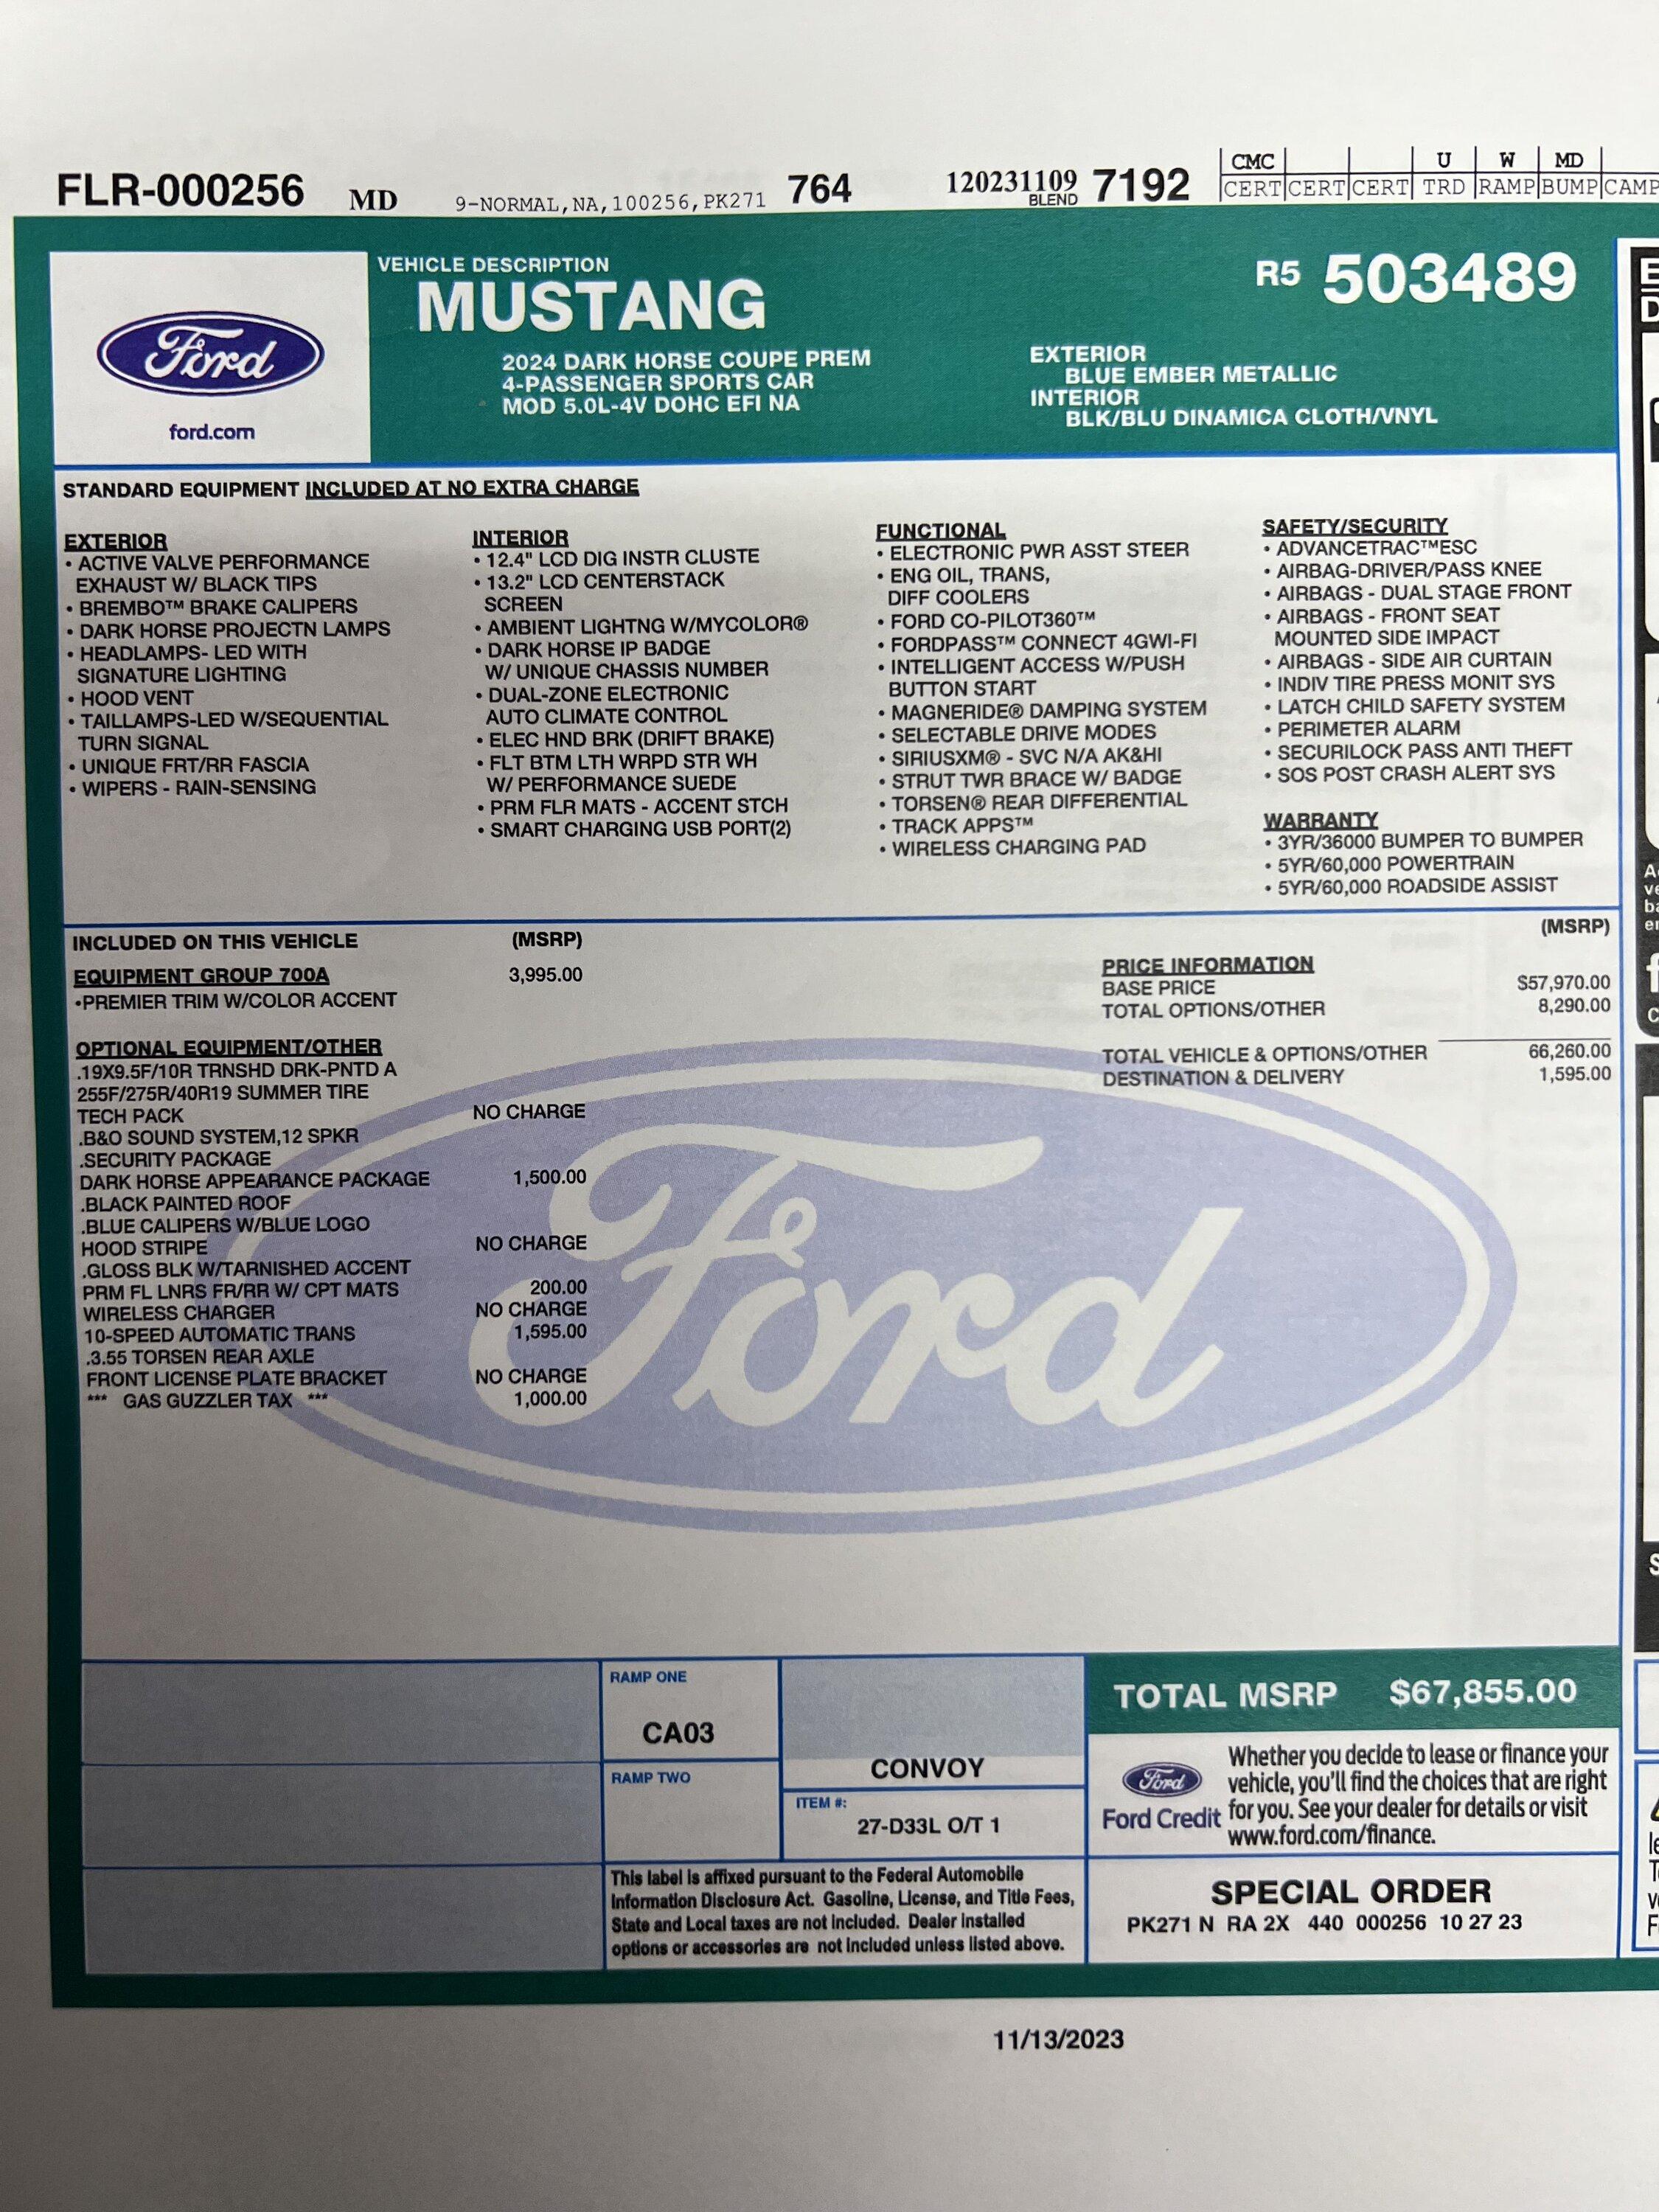 FLR-000256 MD 9-NORMAL,NA,100256,PK271 764 120231109 BLEND 7192
CMC U W MD
CERT CERT CERT TRD RAMP BUMP CAMP
Ford
ford.com
VEHICLE DESCRIPTION
MUSTANG
2024 DARK HORSE COUPE PREM
4-PASSENGER SPORTS CAR
MOD 5.0L-4V DOHC EFI NA
R5 503489
EXTERIOR
BLUE EMBER METALLIC
INTERIOR
BLK/BLU DINAMICA CLOTH/VNYL
STANDARD EQUIPMENT INCLUDED AT NO EXTRA CHARGE
EXTERIOR
• ACTIVE VALVE PERFORMANCE
EXHAUST W/ BLACK TIPS
• BREMBO™ BRAKE CALIPERS
• DARK HORSE PROJECTN LAMPS
• HEADLAMPS- LED WITH
SIGNATURE LIGHTING
• HOOD VENT
• TAILLAMPS-LED W/SEQUENTIAL
TURN SIGNAL
• UNIQUE FRT/RR FASCIA
• WIPERS - RAIN-SENSING
INTERIOR
• 12.4" LCD DIG INSTR CLUSTE
• 13.2" LCD CENTERSTACK
SCREEN
• AMBIENT LIGHTNG W/MYCOLOR®
• DARK HORSE IP BADGE
W/ UNIQUE CHASSIS NUMBER
• DUAL-ZONE ELECTRONIC
AUTO CLIMATE CONTROL
• ELEC HND BRK (DRIFT BRAKE)
• FLT BTM LTH WRPD STR WH
W/ PERFORMANCE SUEDE
• PRM FLR MATS - ACCENT STCH
• SMART CHARGING USB PORT(2)
FUNCTIONAL
• ELECTRONIC PWR ASST STEER
• ENG OIL, TRANS,
DIFF COOLERS
• FORD CO-PILOT360™
• FORDPASS™ CONNECT 4GWI-FI
• INTELLIGENT ACCESS W/PUSH
BUTTON START
• MAGNERIDE® DAMPING SYSTEM
• SELECTABLE DRIVE MODES
• SIRIUSXM® - SVC N/A AK&HI
• STRUT TWR BRACE W/ BADGE
• TORSEN® REAR DIFFERENTIAL
• TRACK APPS™
• WIRELESS CHARGING PAD
SAFETY/SECURITY
• ADVANCETRAC™ESC
• AIRBAG-DRIVER/PASS KNEE
• AIRBAGS - DUAL STAGE FRONT
• AIRBAGS - FRONT SEAT
MOUNTED SIDE IMPACT
• AIRBAGS - SIDE AIR CURTAIN
• INDIV TIRE PRESS MONIT SYS
• LATCH CHILD SAFETY SYSTEM
• PERIMETER ALARM
• SECURILOCK PASS ANTI THEFT
• SOS POST CRASH ALERT SYS
WARRANTY
• 3YR/36000 BUMPER TO BUMPER
• 5YR/60,000 POWERTRAIN
• 5YR/60,000 ROADSIDE ASSIST
INCLUDED ON THIS VEHICLE (MSRP)
EQUIPMENT GROUP 700A 3,995.00
•PREMIER TRIM W/COLOR ACCENT
OPTIONAL EQUIPMENT/OTHER
.19X9.5F/10R TRNSHD DRK-PNTD A
255F/275R/40R19 SUMMER TIRE
TECH PACK NO CHARGE
.B&O SOUND SYSTEM,12 SPKR
.SECURITY PACKAGE
DARK HORSE APPEARANCE PACKAGE 1,500.00
.BLACK PAINTED ROOF
.BLUE CALIPERS W/BLUE LOGO
HOOD STRIPE NO CHARGE
.GLOSS BLK W/TARNISHED ACCENT
PRM FL LNRS FR/RR W/ CPT MATS 200.00
WIRELESS CHARGER NO CHARGE
10-SPEED AUTOMATIC TRANS 1,595.00
.3.55 TORSEN REAR AXLE
FRONT LICENSE PLATE BRACKET NO CHARGE
*** GAS GUZZLER TAX *** 1,000.00
(MSRP)
PRICE INFORMATION
BASE PRICE $57,970.00
TOTAL OPTIONS/OTHER 8,290.00
TOTAL VEHICLE & OPTIONS/OTHER 66,260.00
DESTINATION & DELIVERY 1,595.00
Ford
RAMP ONE
CA03
RAMP TWO
CONVOY
ITEM #:
27-D33L O/T 1
TOTAL MSRP $67,855.00
Ford
Ford Credit
Whether you decide to lease or finance your
vehicle, you'll find the choices that are right
for you. See your dealer for details or visit
www.ford.com/finance.
This label is affixed pursuant to the Federal Automobile
Information Disclosure Act. Gasoline, License, and Title Fees,
State and Local taxes are not included. Dealer installed
options or accessories are not included unless listed above.
SPECIAL ORDER
PK271 N RA 2X 440 000256 10 27 23
11/13/2023